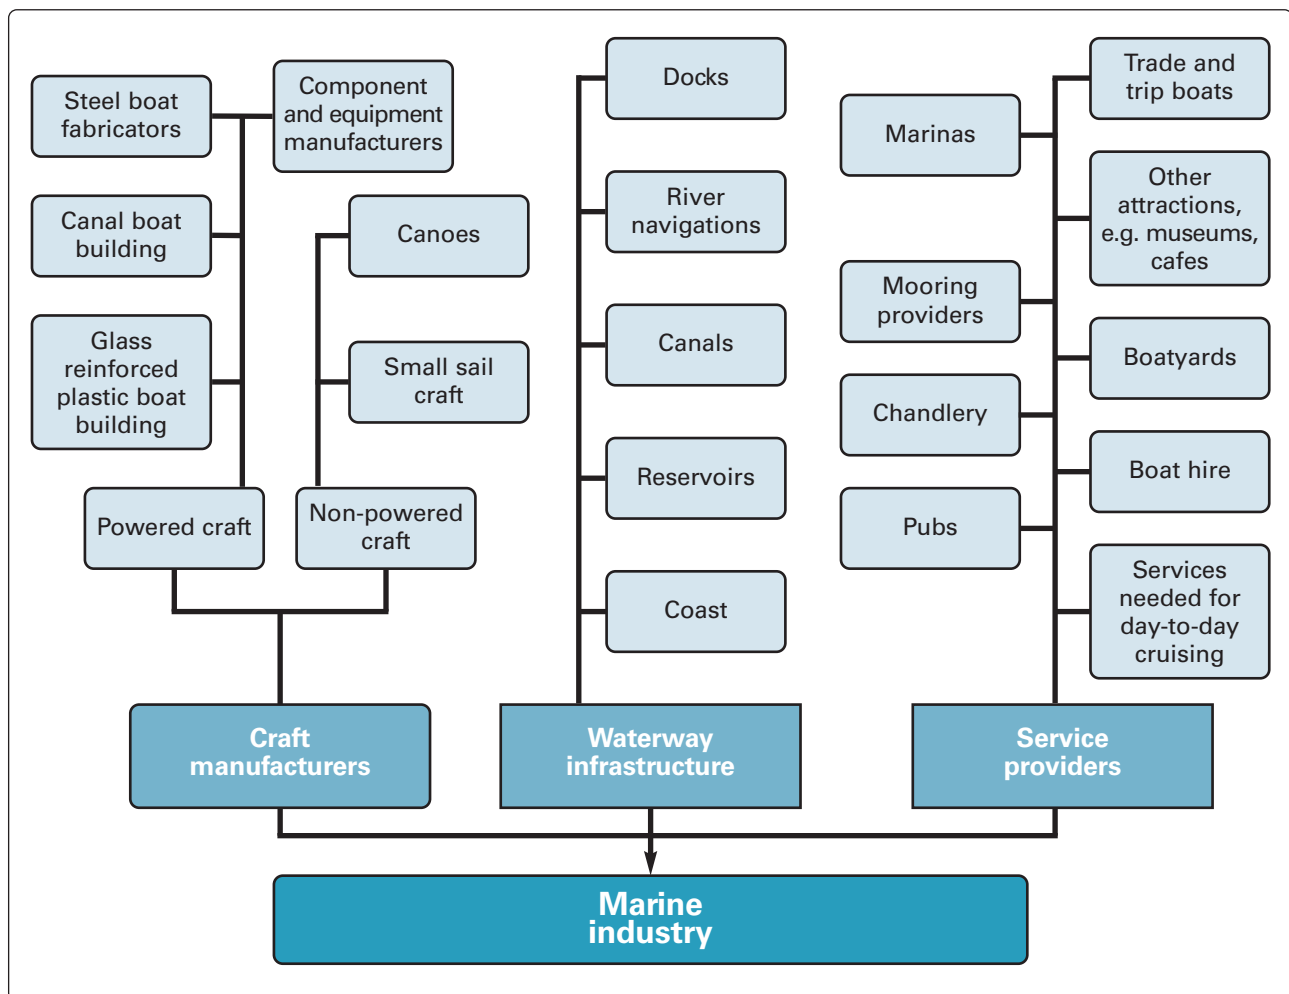 Steel boat
fabricators
Component
and equipment
manufacturers
Canal boat
building
Canoes
Glass
reinforced
plastic boat
building
Small sail
craft
Powered craft
Non-powered
craft
Docks
River
navigations
Canals
Reservoirs
Coast
Marinas
Trade and
trip boats
Other
attractions,
e.g. museums,
cafes
Mooring
providers
Boatyards
Chandlery
Boat hire
Pubs
Services
needed for
day-to-day
cruising
Craft
manufacturers
Waterway
infrastructure
Service
providers
Marine
industry